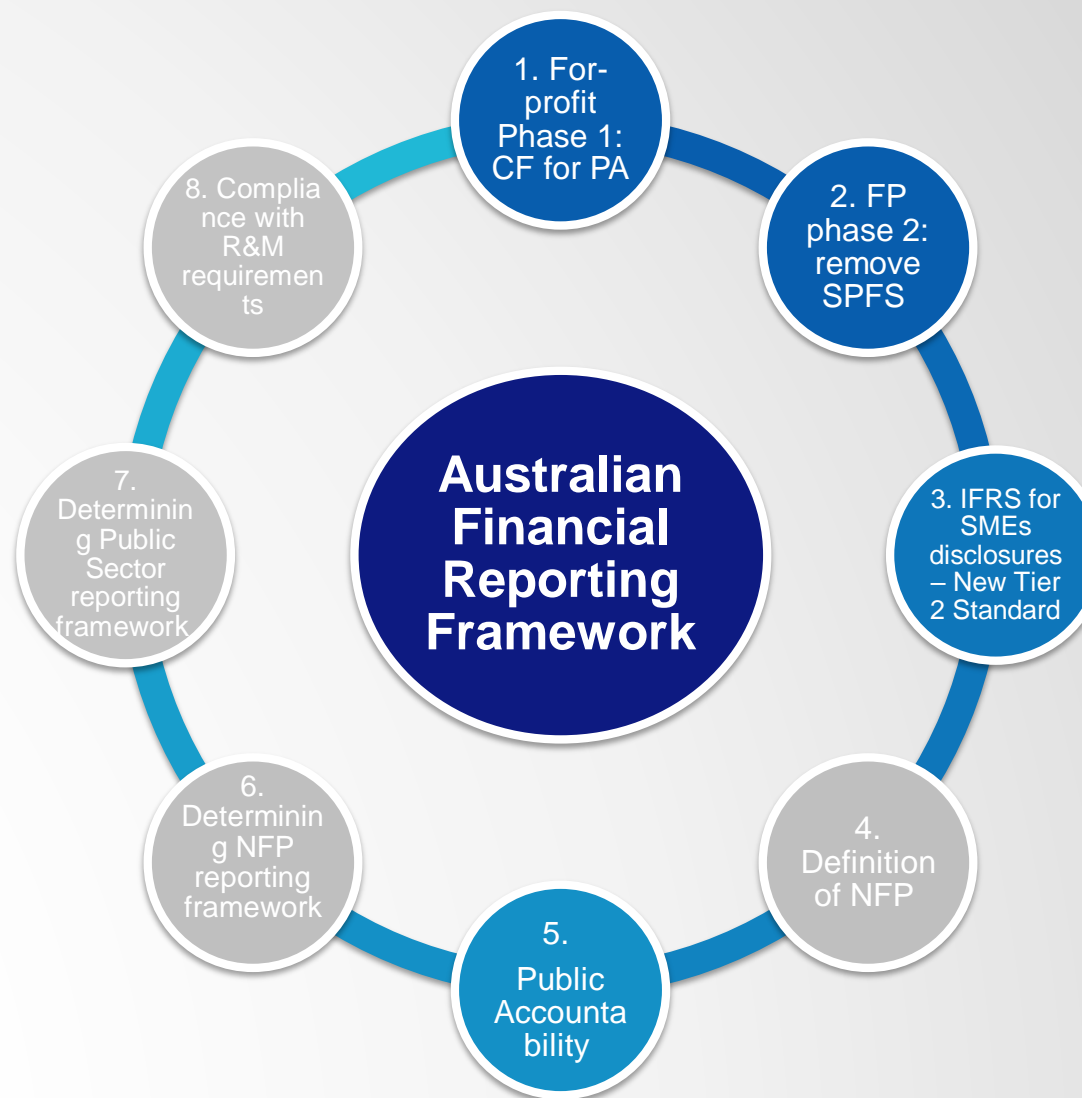 1. For-
profit
Phase 1:
CF for PA
2. FP
phase 2:
remove
SPFS
3. IFRS for
SMEs
disclosures
– New Tier
2 Standard
4.
Definition
of NFP
5.
Public
Accounta
bility
6.
Determinin
g NFP
reporting
framework
7.
Determinin
g Public
Sector
reporting
framework
8. Complia
nce with
R&M
requiremen
ts
Australian
Financial
Reporting
Framework